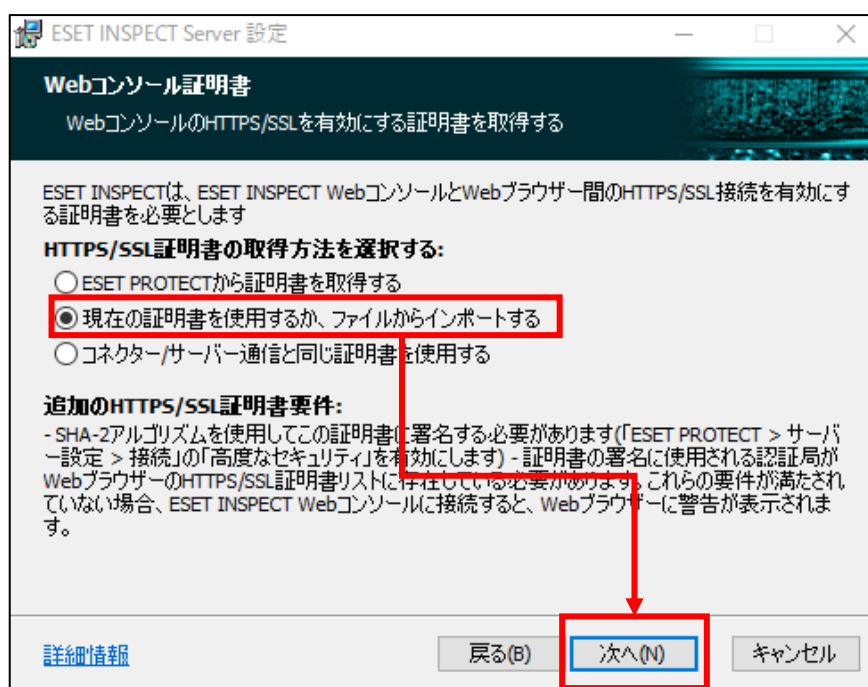 ESET INSPECT Server 設定
Webコンソール証明書
WebコンソールのHTTPS/SSLを有効にする証明書を取得する
ESET INSPECTは、ESET INSPECT WebコンソールとWebブラウザー間のHTTPS/SSL接続を有効にす
る証明書を必要とします
HTTPS/SSL証明書の取得方法を選択する:
ESET PROTECTから証明書を取得する
現在の証明書を使用するか、ファイルからインポートする
コネクター/サーバー通信と同じ証明書を使用する
追加のHTTPS/SSL証明書要件:
- SHA-2アルゴリズムを使用してこの証明書に署名する必要があります(「ESET PROTECT > サーバ
ー設定 > 接続」の「高度なセキュリティ」を有効にします) - 証明書の署名に使用される認証局が
WebブラウザーのHTTPS/SSL証明書リストに存在している必要があります。これらの要件が満たされ
ていない場合、ESET INSPECT Webコンソールに接続すると、Webブラウザーに警告が表示されま
す。
詳細情報
戻る(B)
次へ(N)
キャンセル